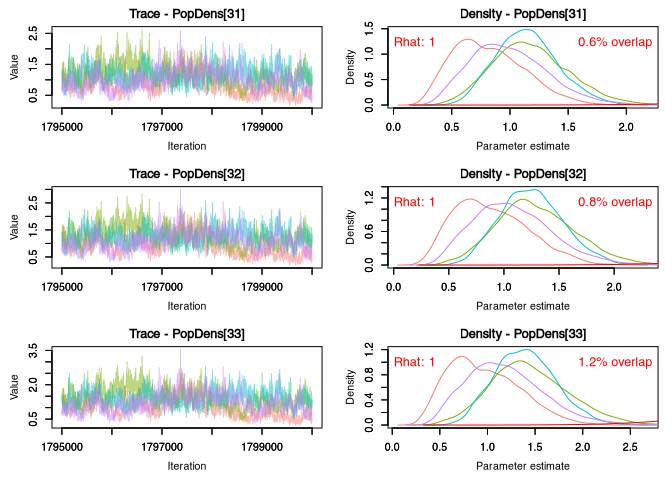 Trace - PopDens[31]
Value
0.5 1.5 2.5
1795000 1797000 1799000
Iteration
Density - PopDens[31]
Density
0.0 0.5 1.0 1.5
Rhat: 1 0.6% overlap
0.0 0.5 1.0 1.5 2.0
Parameter estimate
Trace - PopDens[32]
Value
0.5 1.5 2.5
1795000 1797000 1799000
Iteration
Density - PopDens[32]
Density
0.0 0.6 1.2
Rhat: 1 0.8% overlap
0.0 0.5 1.0 1.5 2.0
Parameter estimate
Trace - PopDens[33]
Value
0.5 2.0 3.5
1795000 1797000 1799000
Iteration
Density - PopDens[33]
Density
0.0 0.4 0.8 1.2
Rhat: 1 1.2% overlap
0.0 0.5 1.0 1.5 2.0 2.5
Parameter estimate